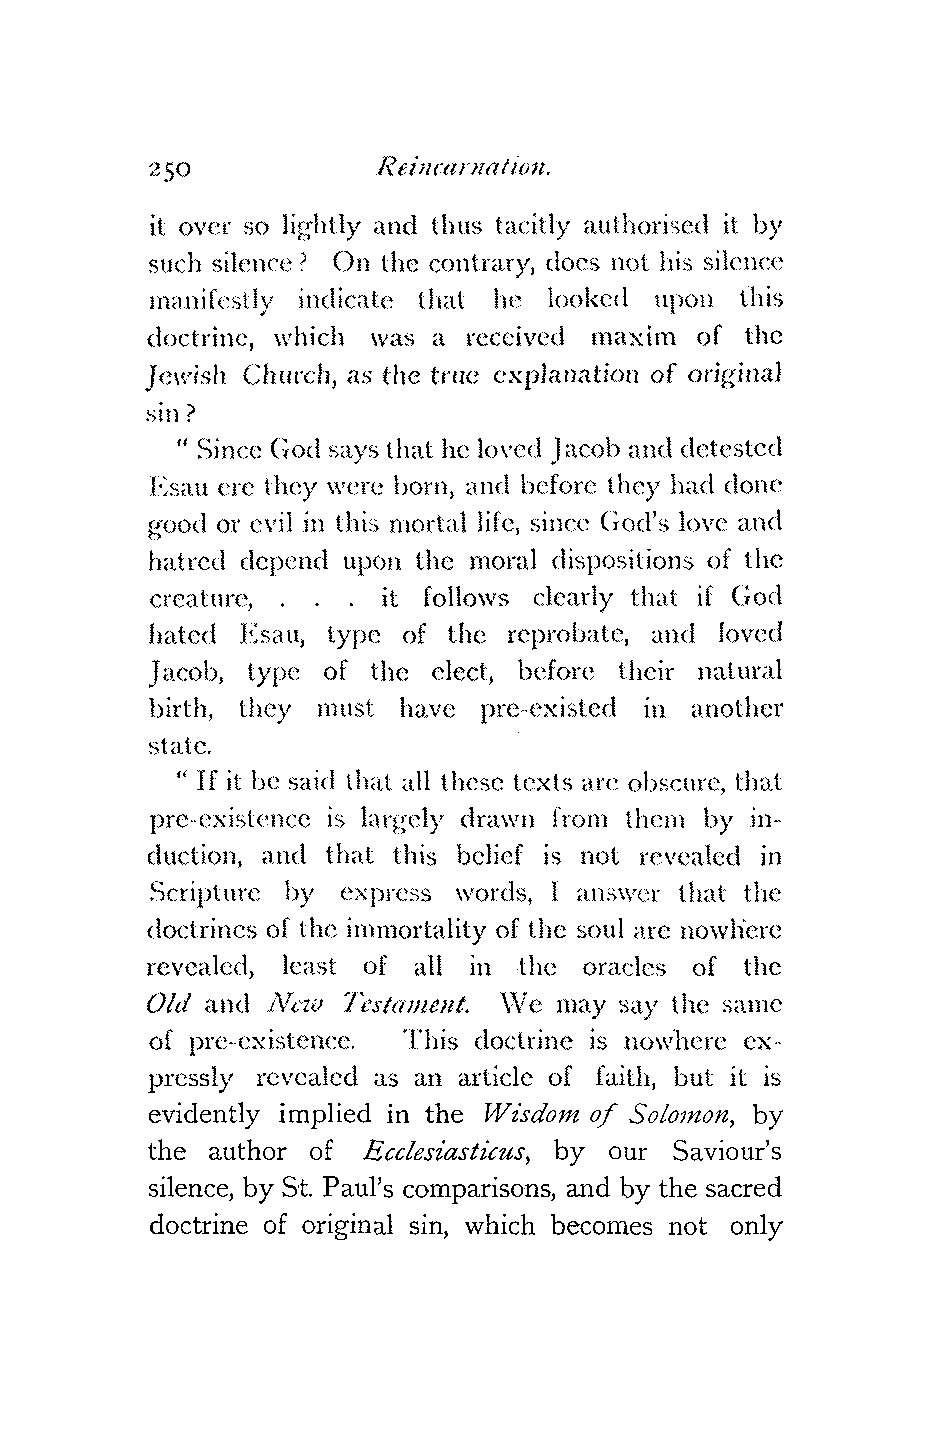 250 Reincarnation.
it over so lightly and thus tacitly authorised it by
such silence? On the contrary, does not his silence
manifestly indicate that he looked upon this
doctrine, which was a received maxim of the
Jewish Church, as the true explanation of original
sin?
“ Since God says that he loved Jacob and detested
Esau ere they were born, and before they had done
good or evil in this mortal life, since God's love and
hatred depend upon the moral dispositions of the
creature, . . . it follows clearly that if God
hated Esau, type of the reprobate, and loved
Jacob, type of the elect, before their natural
birth, they must have pre-existed in another
state.
“ If it be said that all these texts are obscure, that
pre-existence is largely drawn from them by in-
duction, and that this belief is not revealed in
Scripture by express words, I answer that the
doctrines of the immortality of the soul are nowhere
revealed, least of all in the oracles of the
Old and New Testament. We may say the same
of pre-existence. This doctrine is nowhere ex-
pressly revealed as an article of faith, but it is
evidently implied in the Wisdom of Solomon, by
the author of Ecclesiasticus, by our Saviour's
silence, by St. Paul's comparisons, and by the sacred
doctrine of original sin, which becomes not only